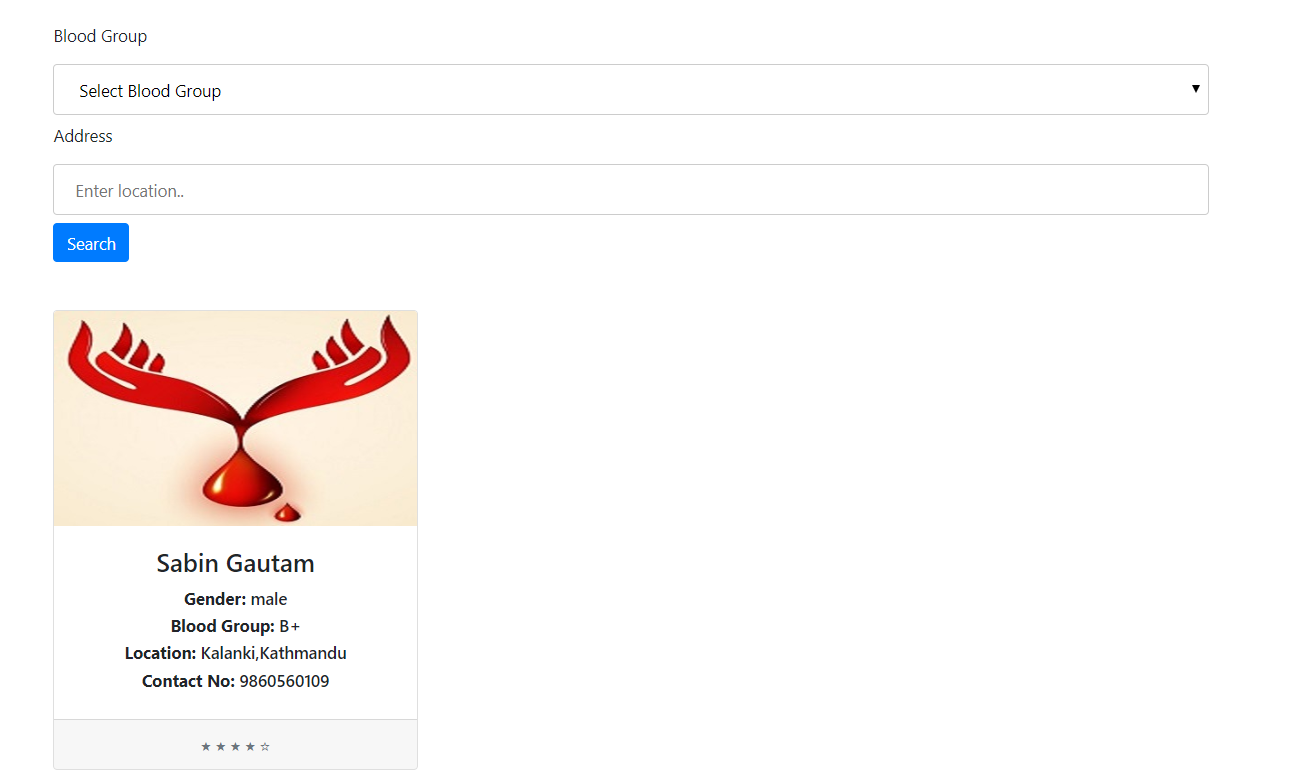 Blood Group
Select Blood Group
Address
Enter location..
Search
Sabin Gautam
Gender: male
Blood Group: B+
Location: Kalanki,Kathmandu
Contact No: 9860560109
★ ★ ★ ★ ☆